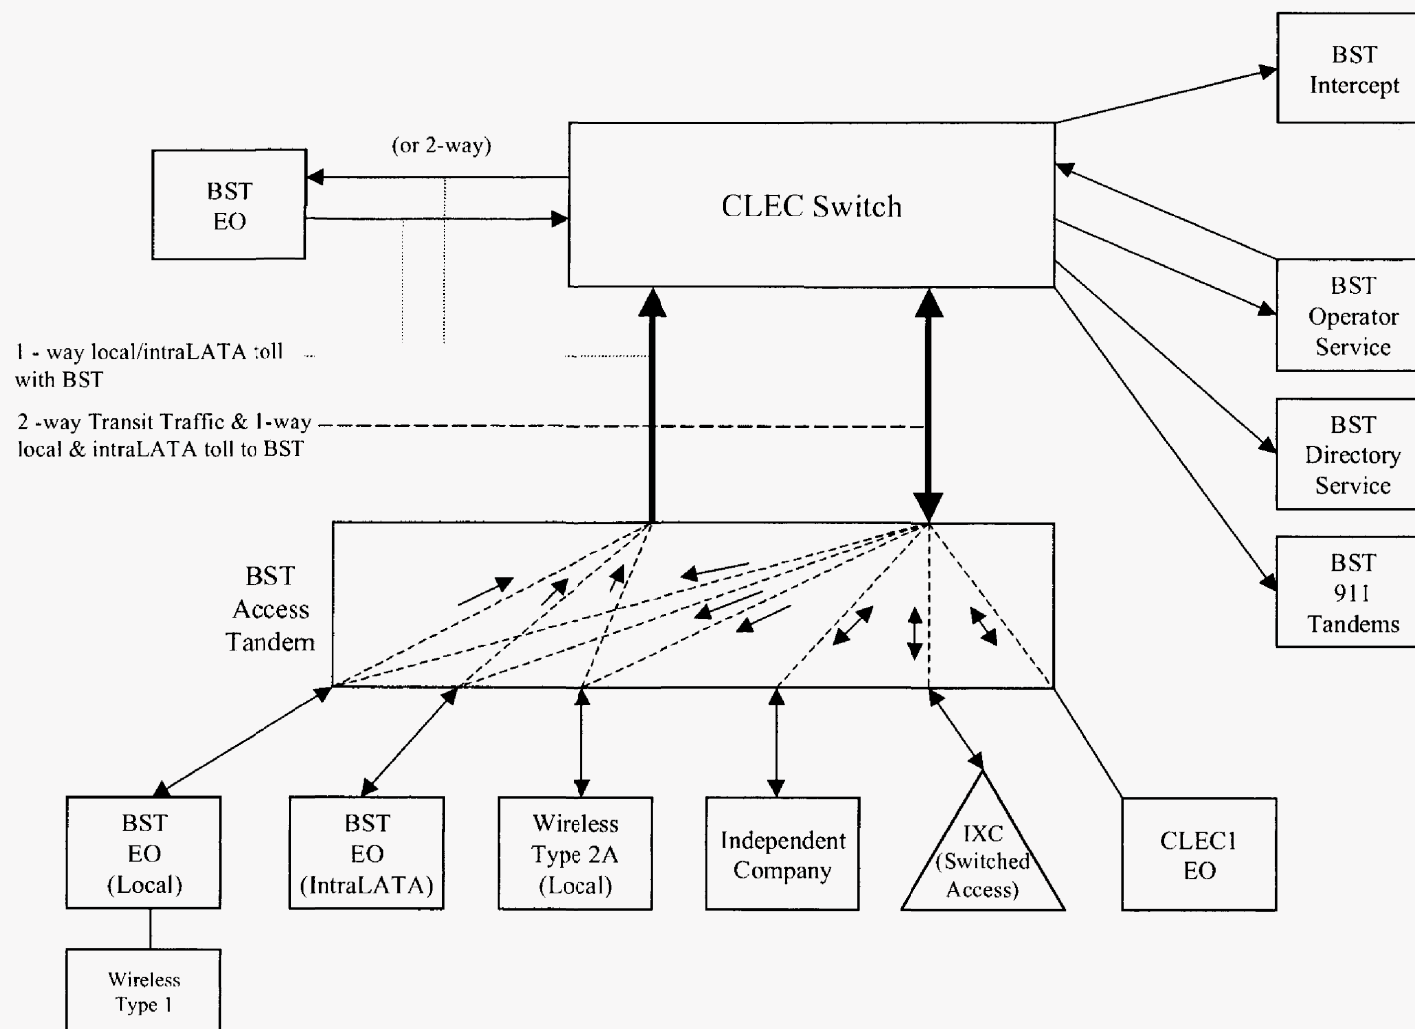 BST
Intercept
(or 2-way)
BST
EO
CLEC Switch
BST
Operator
Service
1 - way local/intraLATA toll
with BST
2 -way Transit Traffic & 1-way
local & intraLATA toll to BST
BST
Directory
Service
BST
911
Tandems
BST
Access
Tandem
BST
EO
(Local)
BST
EO
(IntraLATA)
Wireless
Type 2A
(Local)
Independent
Company
IXC
(Switched
Access)
CLEC1
EO
Wireless
Type 1